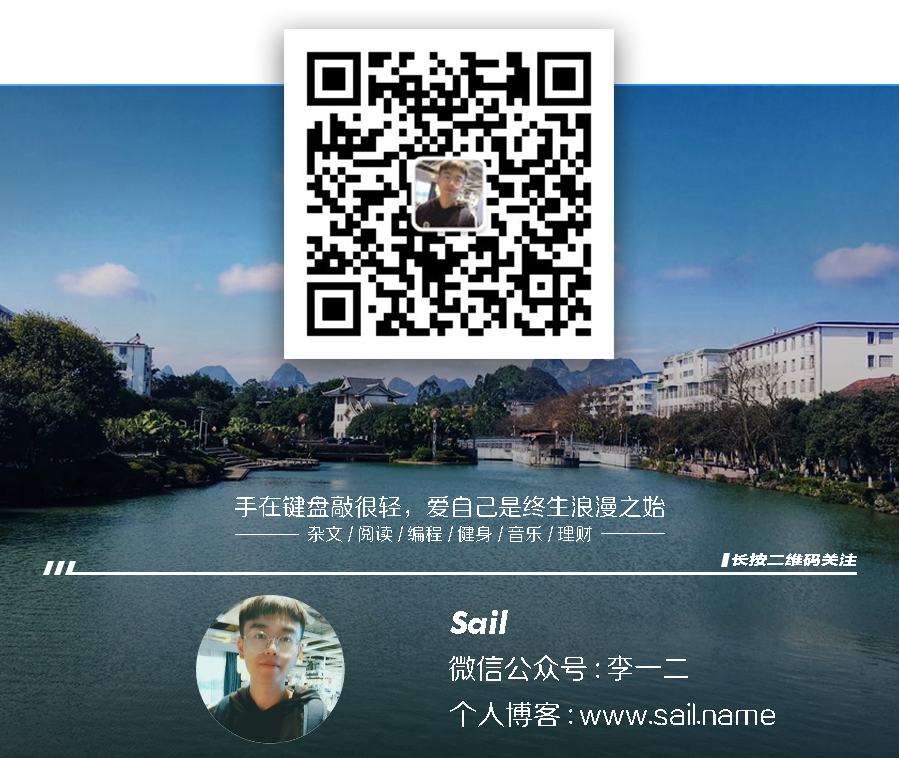 手在键盘敲很轻，爱自己是终生浪漫之始
杂文 / 阅读 / 编程 / 健身 / 音乐 / 理财
长按二维码关注
Sail
微信公众号 : 李一二
个人博客 : www.sail.name